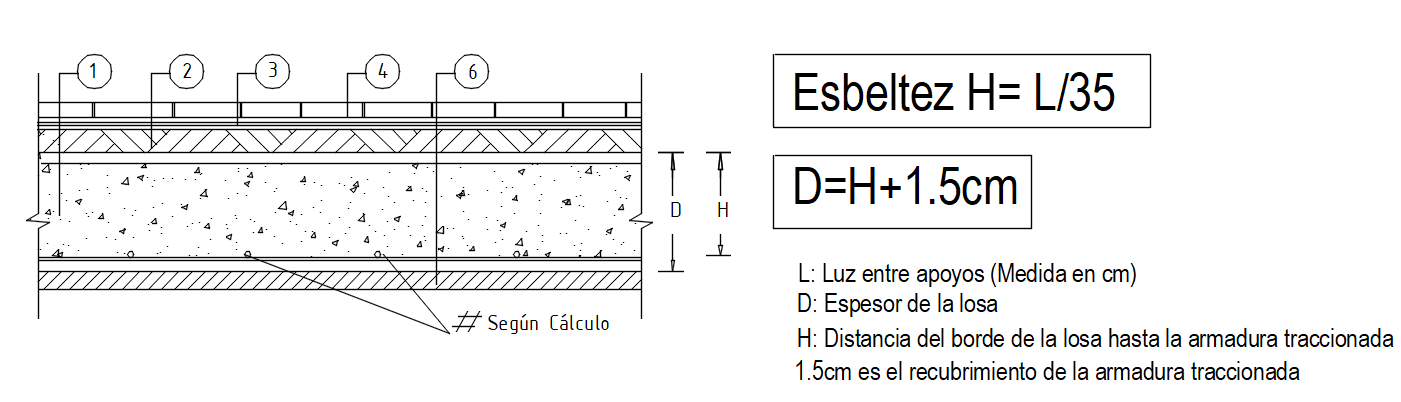 1 2 3 4 6
Esbeltez H= L/35
D=H+1.5cm
D H
L: Luz entre apoyos (Medida en cm)
D: Espesor de la losa
H: Distancia del borde de la losa hasta la armadura traccionada
1.5cm es el recubrimiento de la armadura traccionada
# Según Cálculo